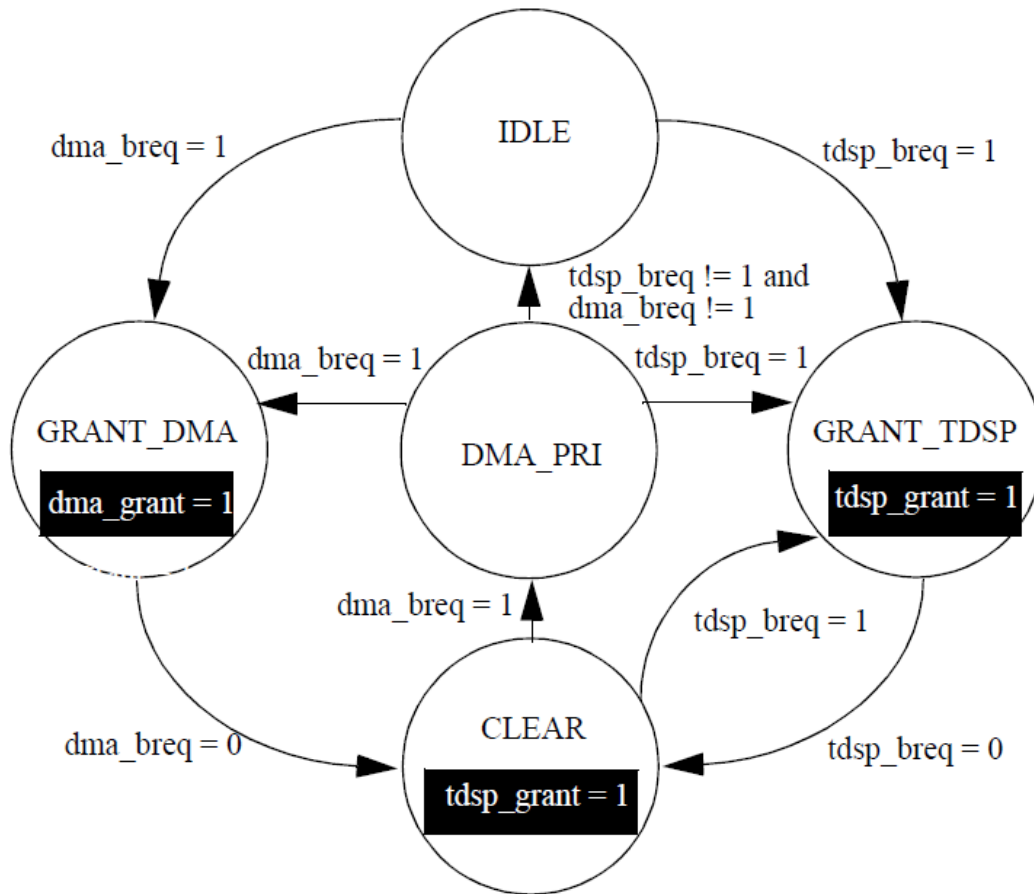 IDLE
dma_breq = 1
tdsp_breq = 1
tdsp_breq != 1 and
dma_breq != 1
dma_breq = 1
tdsp_breq = 1
GRANT_DMA
dma_grant = 1
DMA_PRI
GRANT_TDSP
tdsp_grant = 1
dma_breq = 1
tdsp_breq = 1
dma_breq = 0
CLEAR
tdsp_grant = 1
tdsp_breq = 0